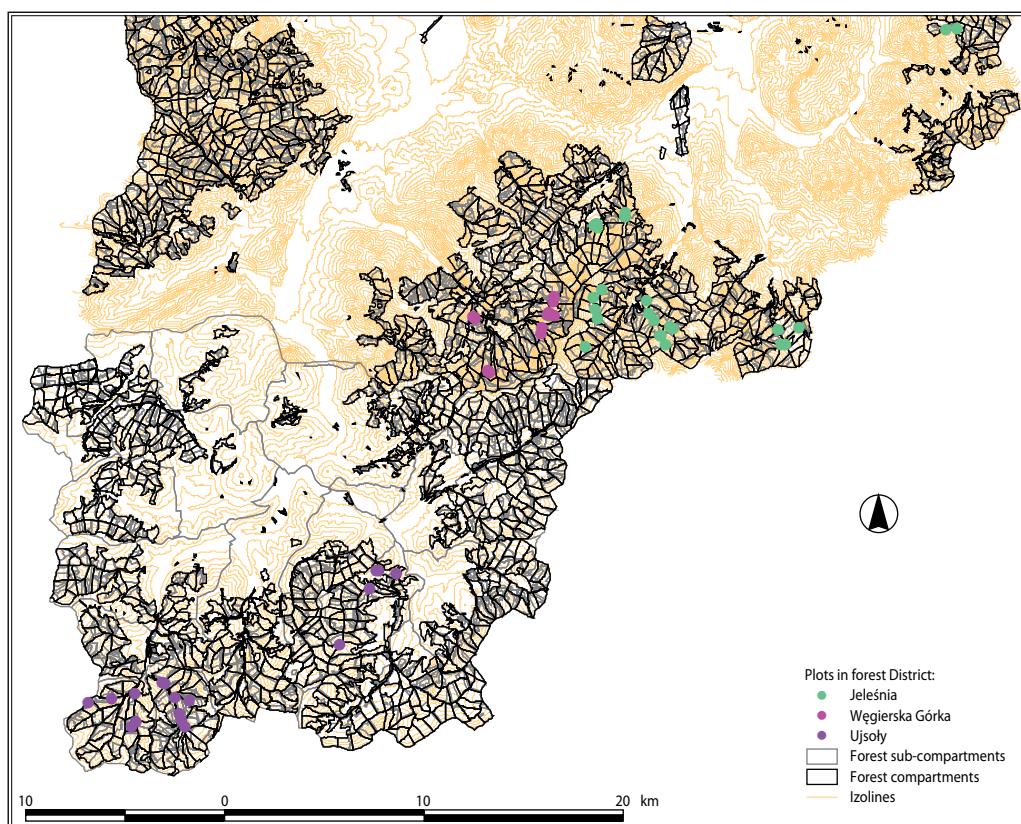 Plots in forest District:
Jeleśnia
Węgierska Górka
Ujsoły
Forest sub-compartments
Forest compartments
Izolines
10 0 10 20 km